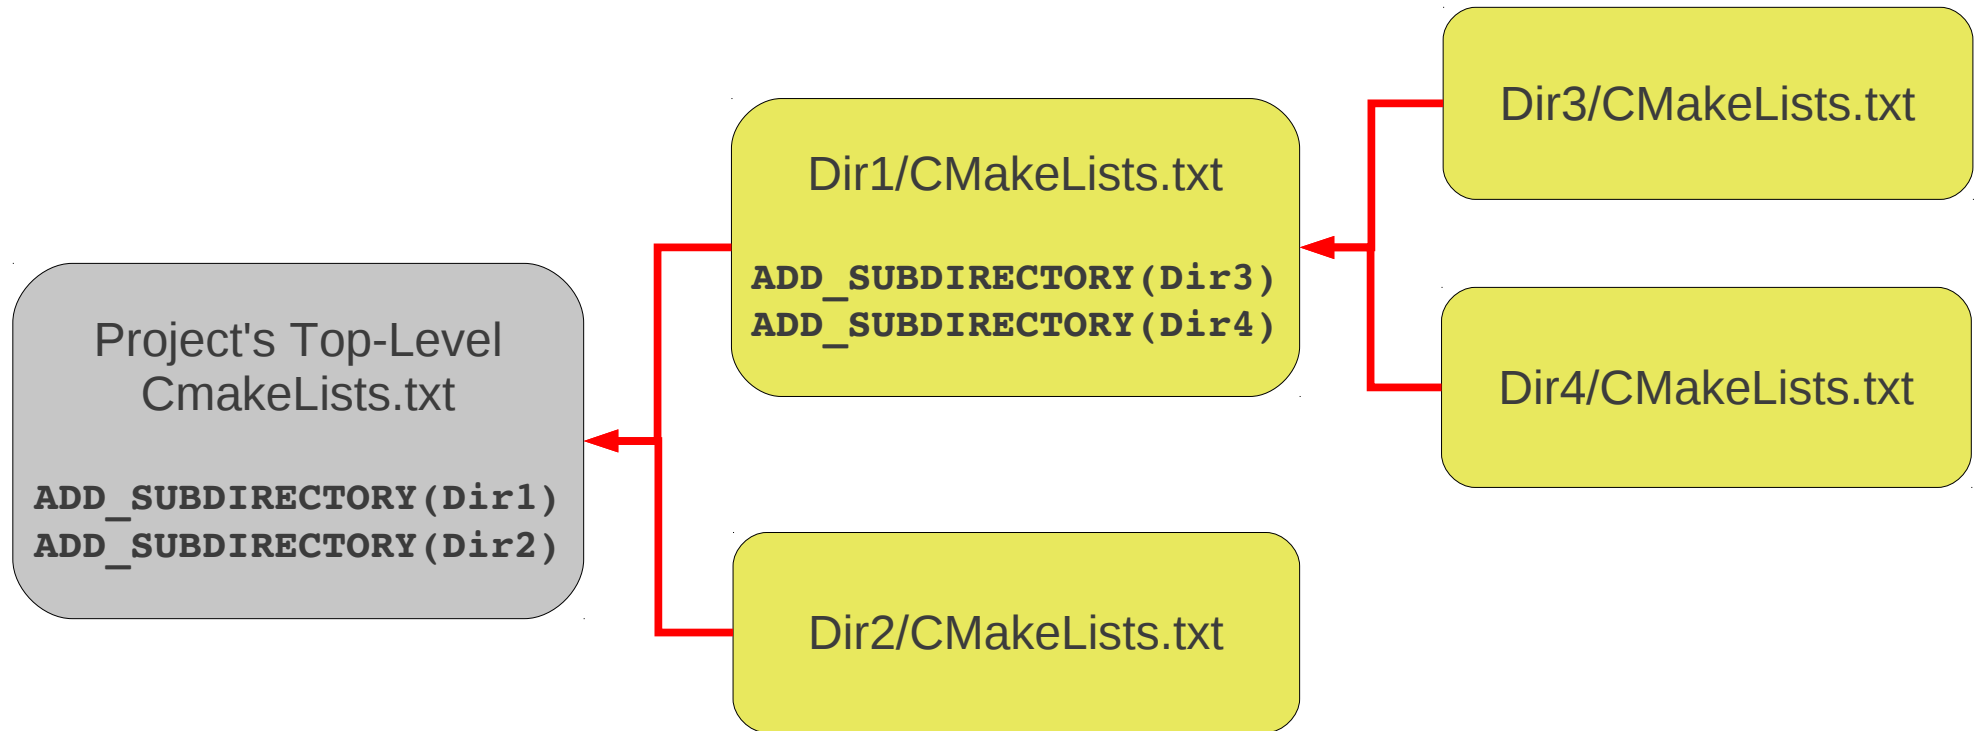 Project's Top-Level
CmakeLists.txt
ADD_SUBDIRECTORY(Dir1)
ADD_SUBDIRECTORY(Dir2)
Dir1/CMakeLists.txt
ADD_SUBDIRECTORY(Dir3)
ADD_SUBDIRECTORY(Dir4)
Dir2/CMakeLists.txt
Dir3/CMakeLists.txt
Dir4/CMakeLists.txt